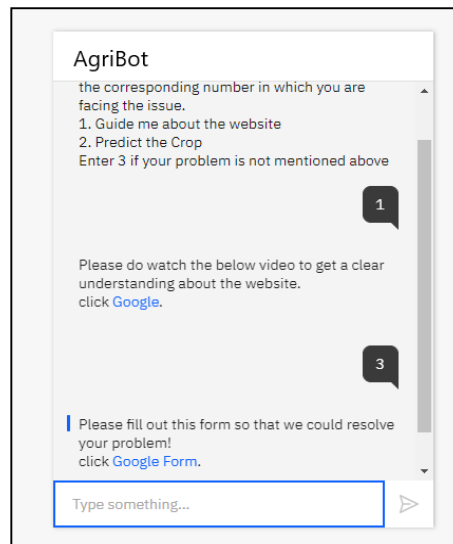 AgriBot
the corresponding number in which you are
facing the issue.
1. Guide me about the website
2. Predict the Crop
Enter 3 if your problem is not mentioned above
1
Please do watch the below video to get a clear
understanding about the website.
click Google.
3
Please fill out this form so that we could resolve
your problem!
click Google Form.
Type something...